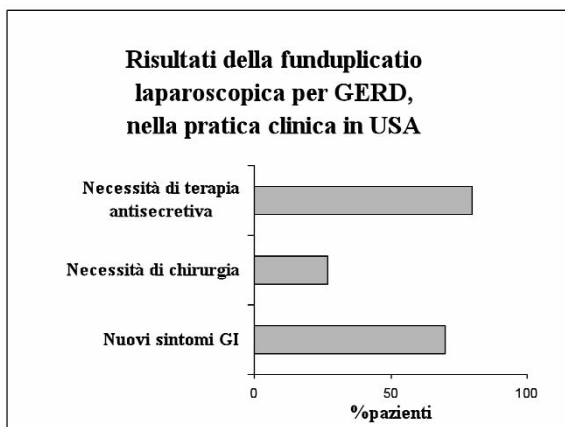 Risultati della funduplicatio
laparoscopica per GERD,
nella pratica clinica in USA
Necessità di terapia
antisecretiva
Necessità di chirurgia
Nuovi sintomi GI
0
50
100
%pazienti